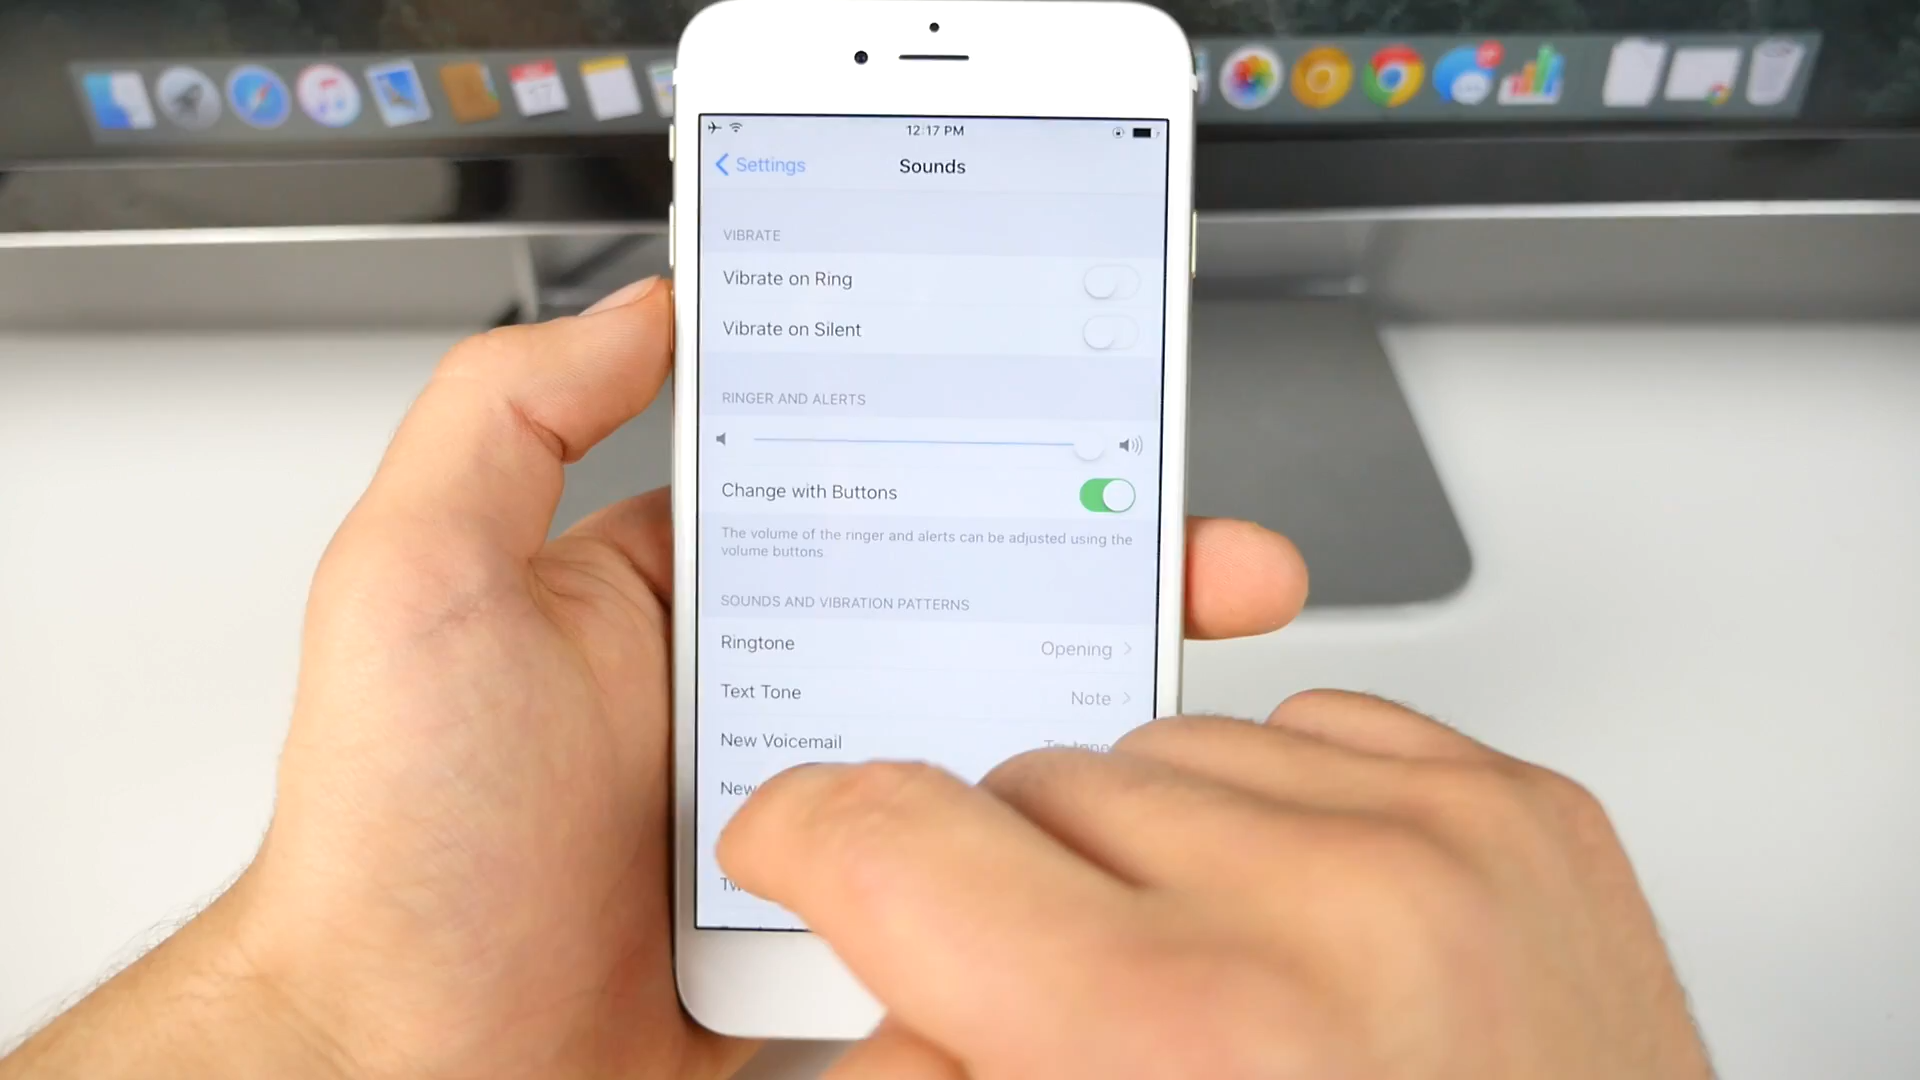 12:17 PM
Settings
Sounds
VIBRATE
Vibrate on Ring
Vibrate on Silent
RINGER AND ALERTS
Change with Buttons
The volume of the ringer and alerts can be adjusted using the
volume buttons.
SOUNDS AND VIBRATION PATTERNS
Ringtone Opening
Text Tone Note
New Voicemail
New
17